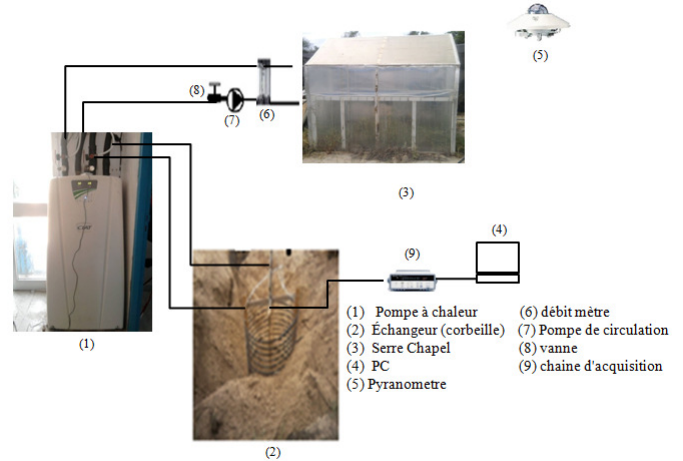 (5)
(8)
(7)
(6)
(3)
(4)
(9)
(1)
(2)
(1) Pompe à chaleur
(2) Échangeur (corbeille)
(3) Serre Chapel
(4) PC
(5) Pyranometre
(6) débit mètre
(7) Pompe de circulation
(8) vanne
(9) chaine d'acquisition